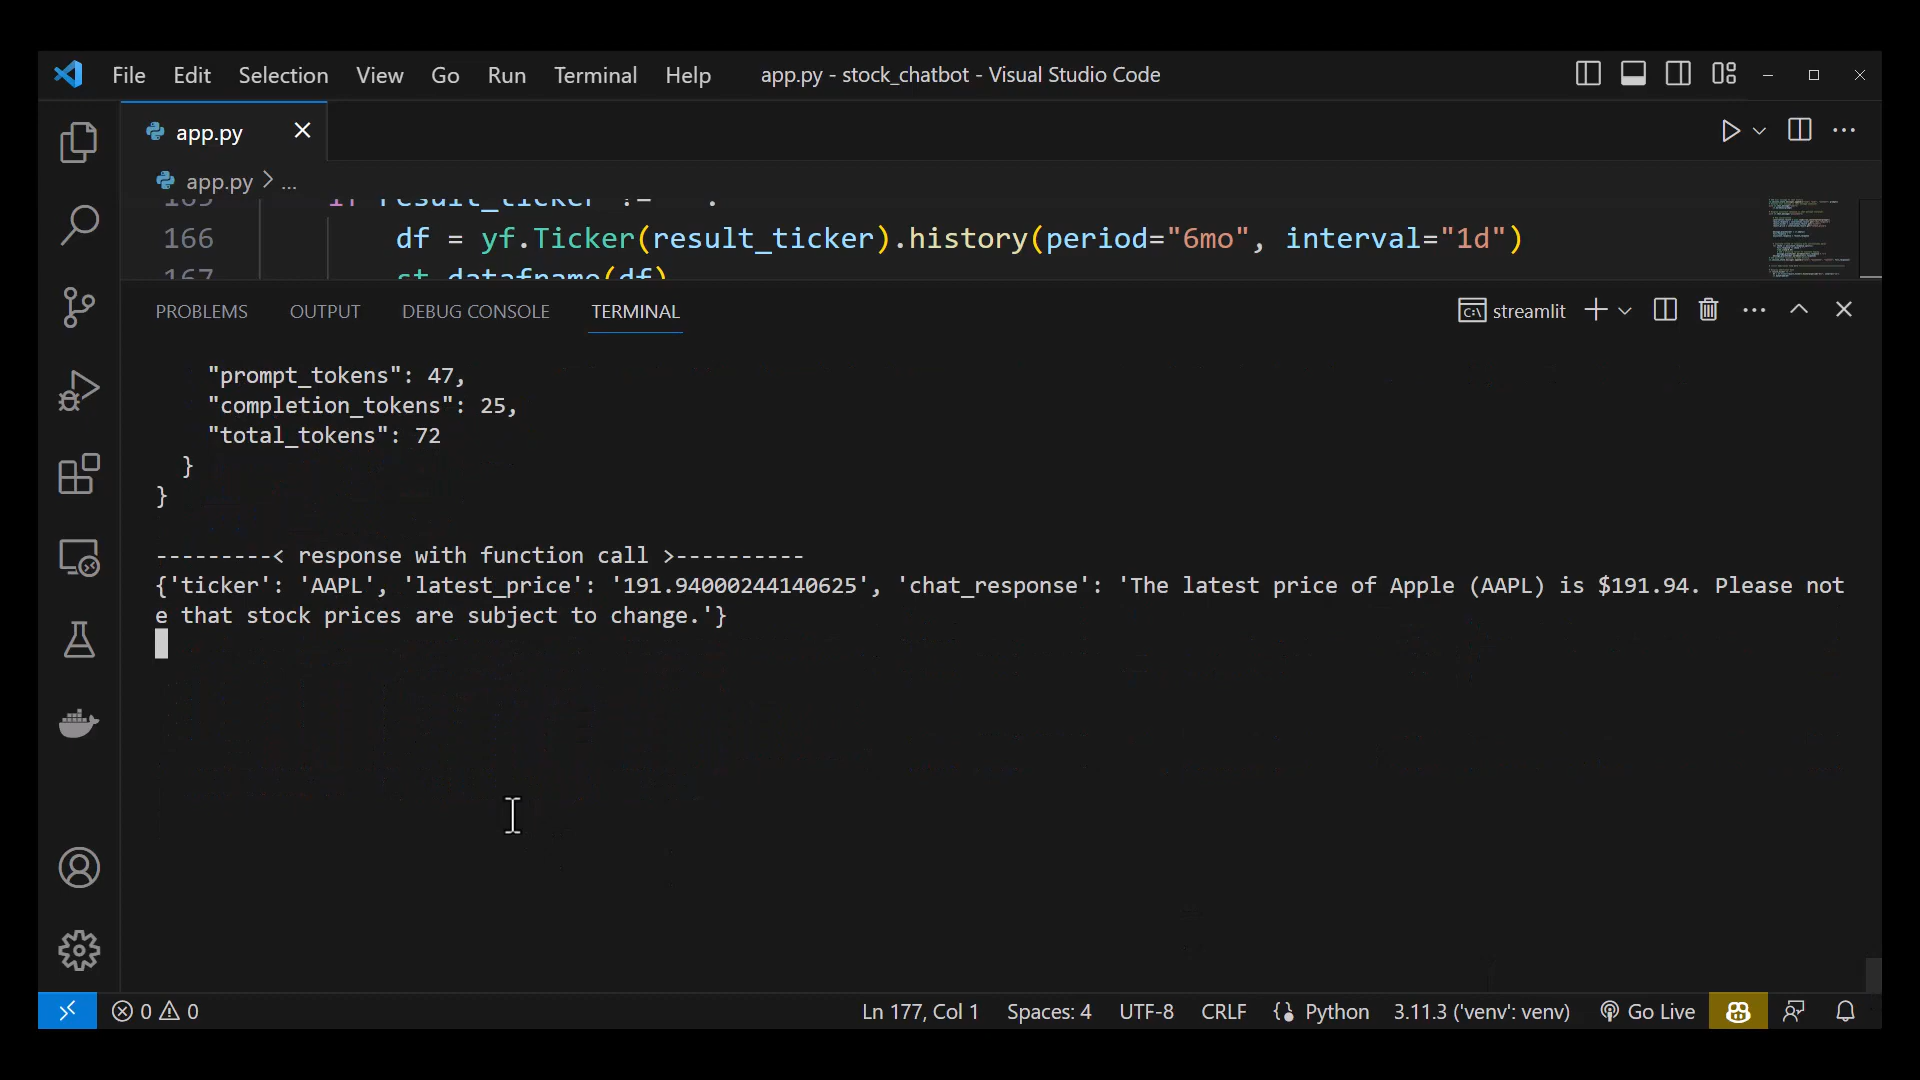 File Edit Selection View Go Run Terminal Help app.py - stock_chatbot - Visual Studio Code
app.py
app.py > ...
165 if result_ticker != 
166 df = yf.Ticker(result_ticker).history(period="6mo", interval="1d")
167 st.dataframe(df)
PROBLEMS OUTPUT DEBUG CONSOLE TERMINAL streamlit
"prompt_tokens": 47,
"completion_tokens": 25,
"total_tokens": 72
}
}
---------< response with function call >----------
{'ticker': 'AAPL', 'latest_price': '191.94000244140625', 'chat_response': 'The latest price of Apple (AAPL) is $191.94. Please not
e that stock prices are subject to change.'}
0 0 Ln 177, Col 1 Spaces: 4 UTF-8 CRLF Python 3.11.3 ('venv': venv) Go Live